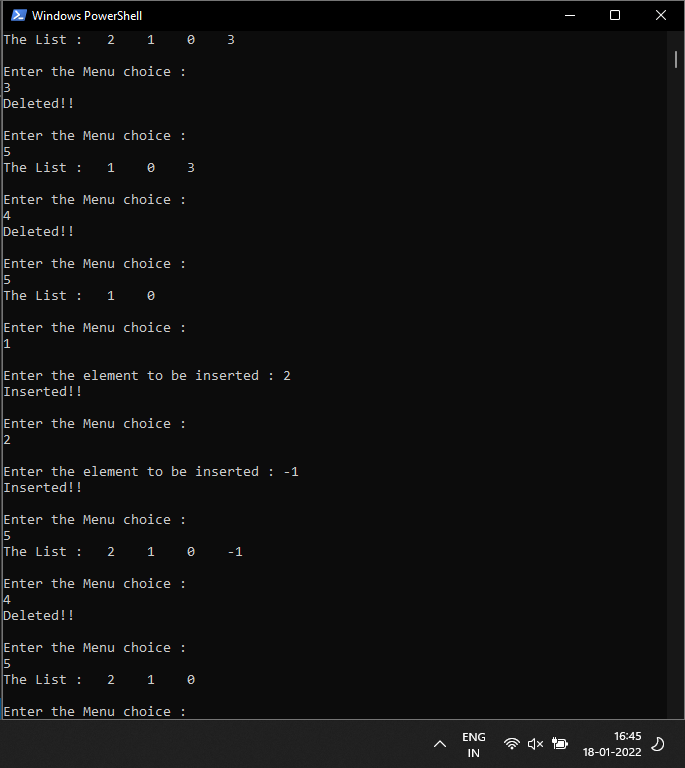 Windows PowerShell
The List :   2    1    0    3
Enter the Menu choice :
3
Deleted!!
Enter the Menu choice :
5
The List :   1    0    3
Enter the Menu choice :
4
Deleted!!
Enter the Menu choice :
5
The List :   1    0
Enter the Menu choice :
1
Enter the element to be inserted : 2
Inserted!!
Enter the Menu choice :
2
Enter the element to be inserted : -1
Inserted!!
Enter the Menu choice :
5
The List :   2    1    0    -1
Enter the Menu choice :
4
Deleted!!
Enter the Menu choice :
5
The List :   2    1    0
Enter the Menu choice :
ENG
IN
16:45
18-01-2022